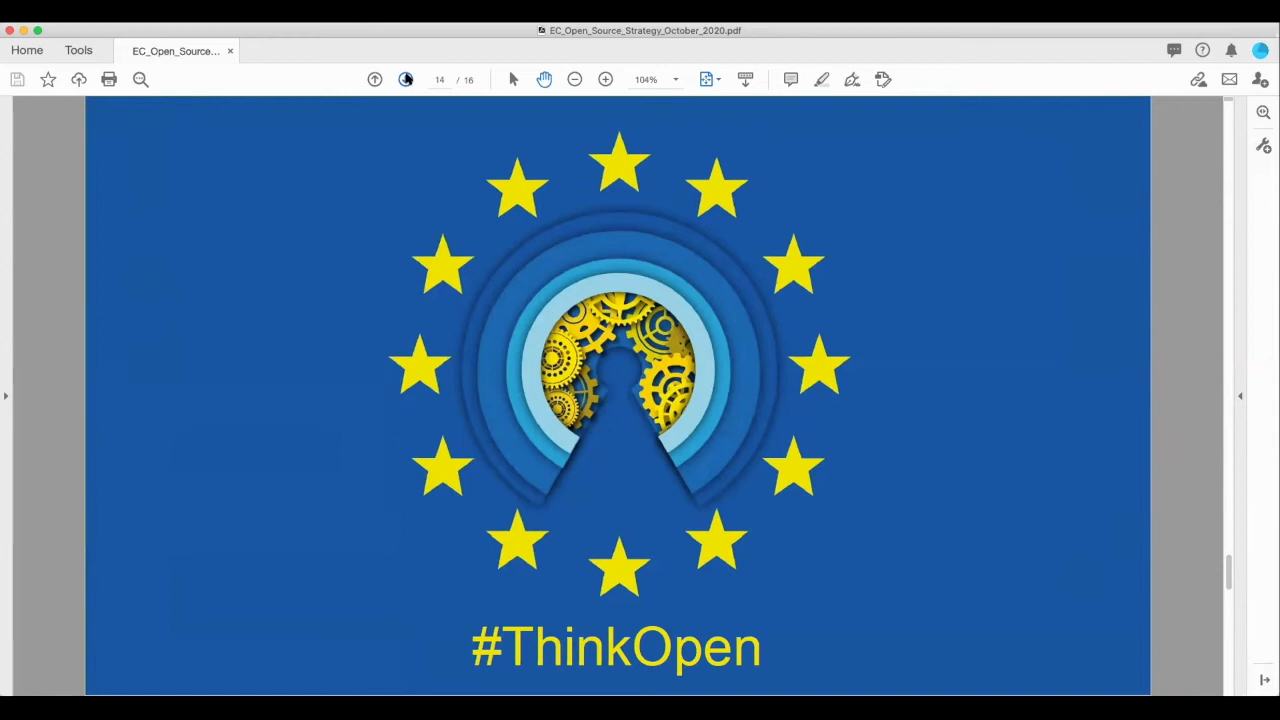 EC_Open_Source_Strategy_October_2020.pdf
Home
Tools
EC_Open_Source...
14 / 16
104%
#ThinkOpen